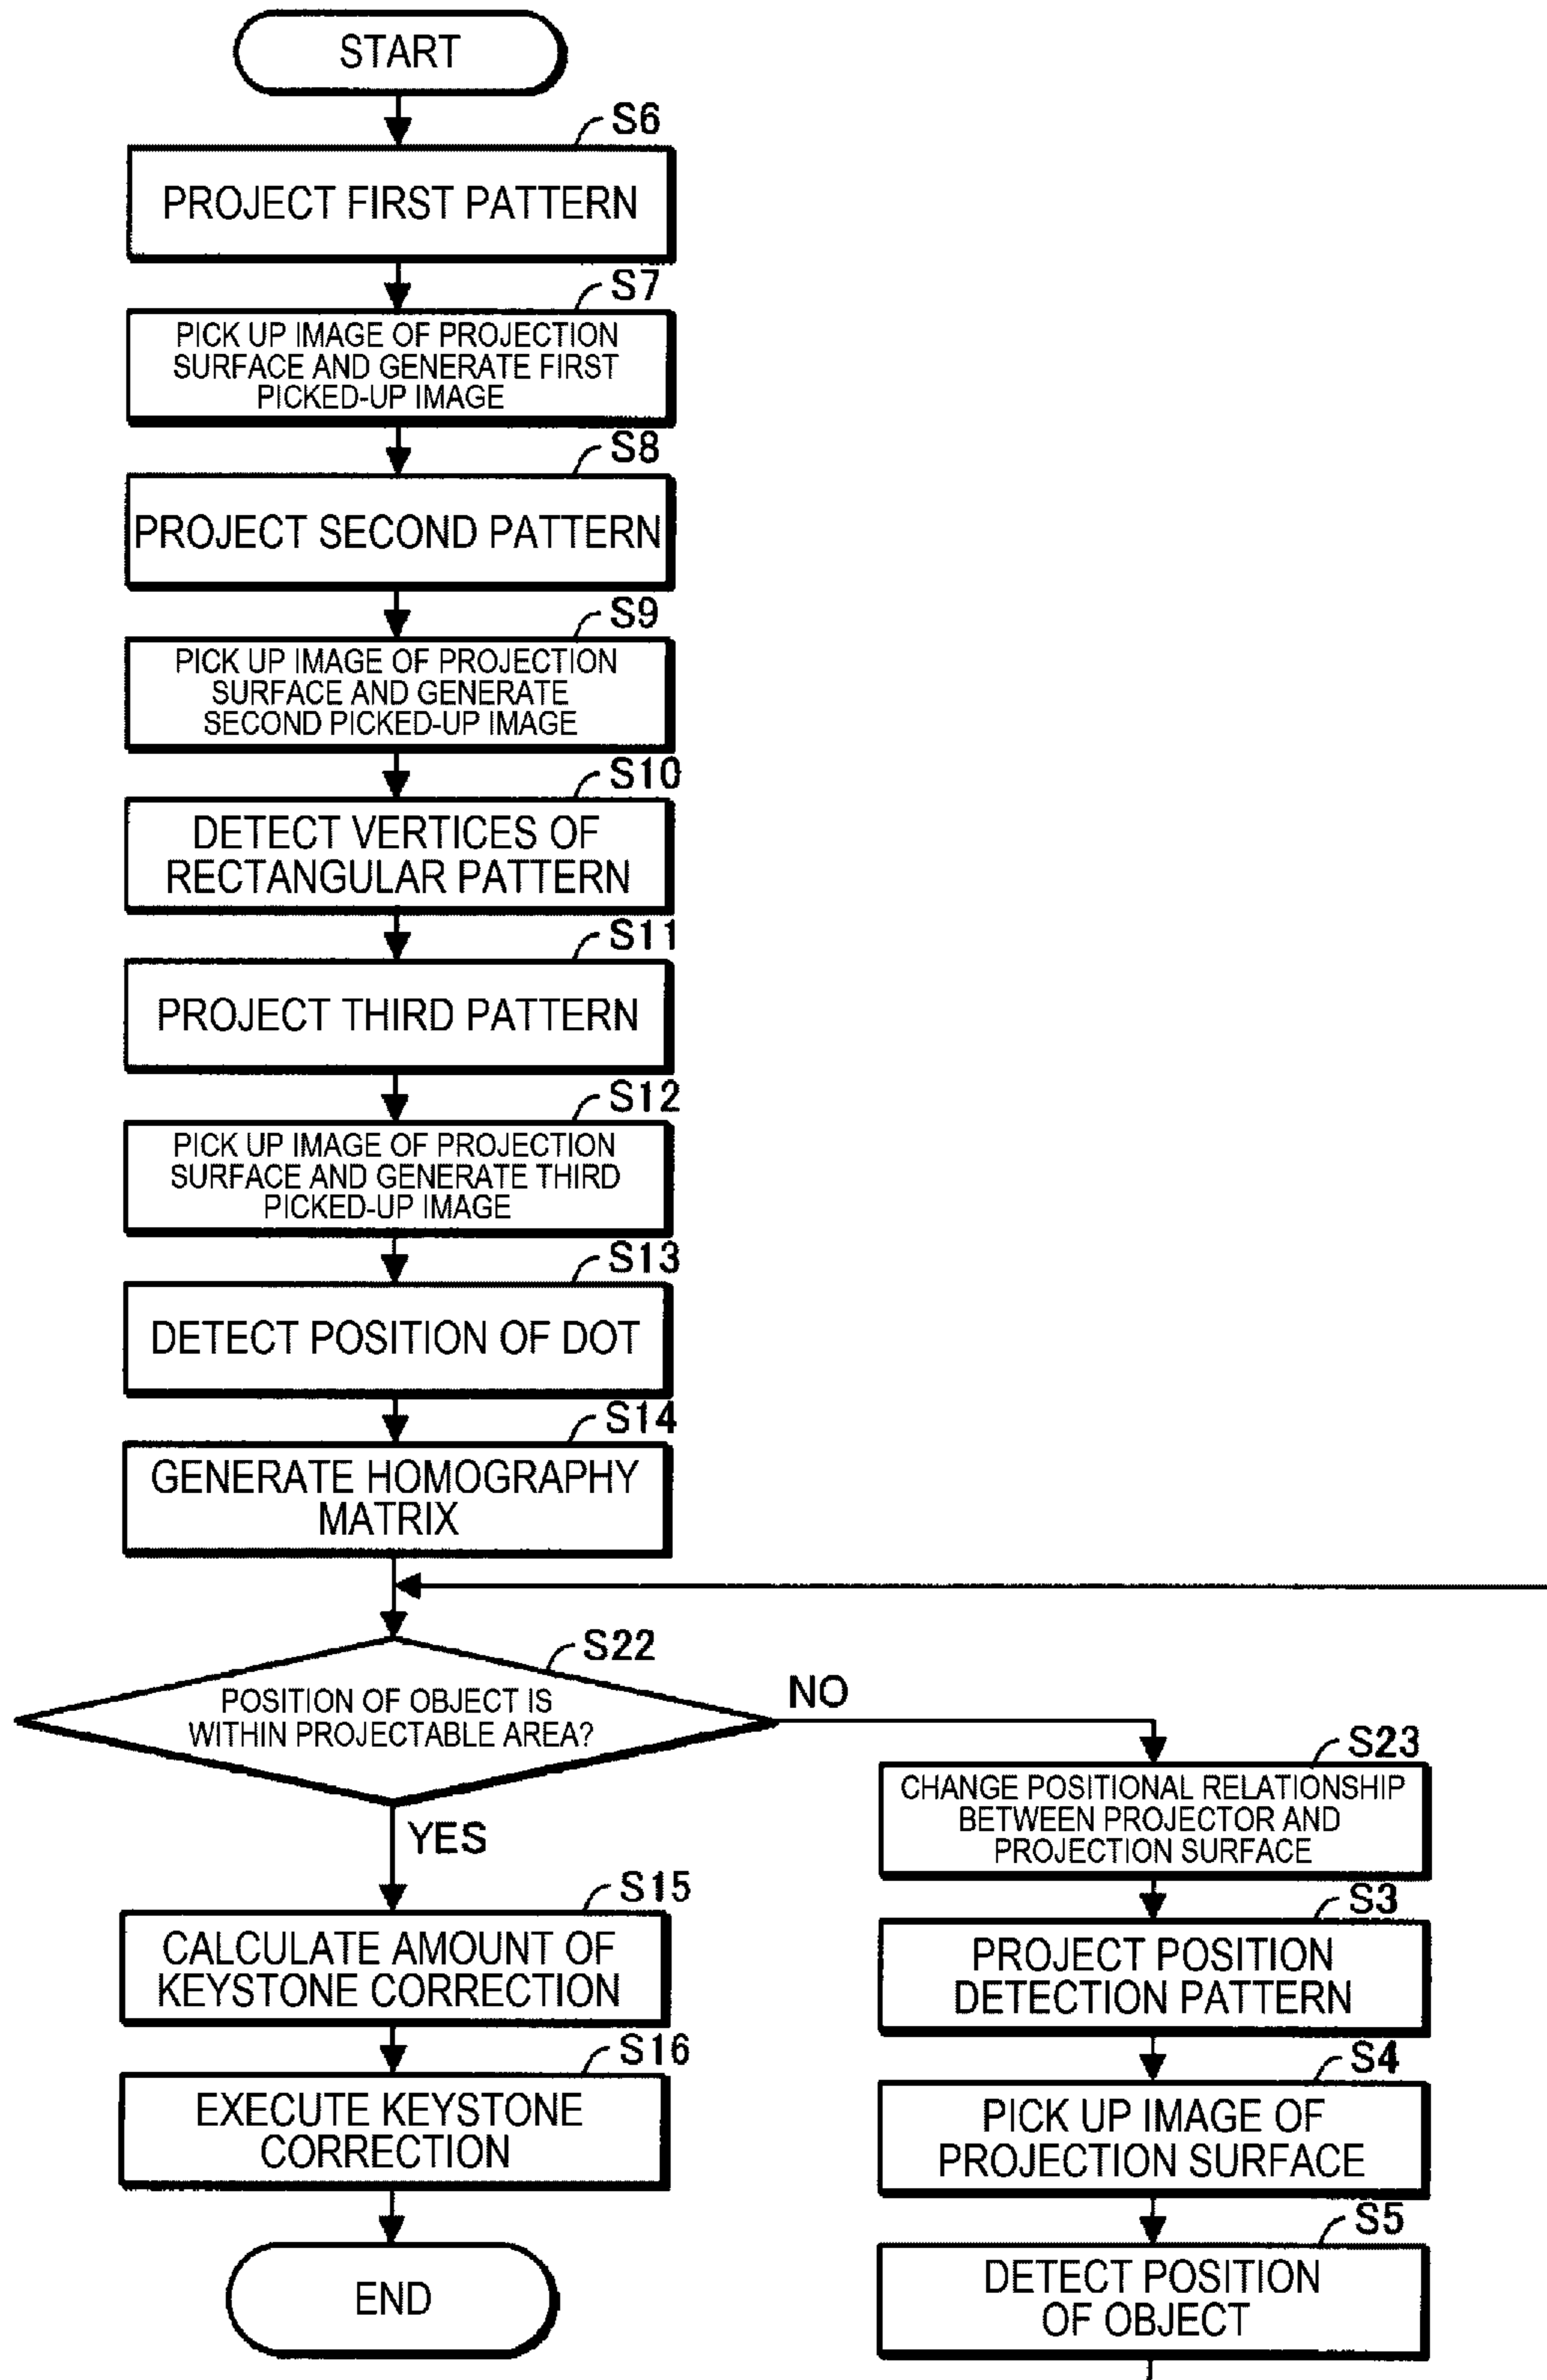 START
S6
PROJECT FIRST PATTERN
S7
PICK UP IMAGE OF PROJECTION
SURFACE AND GENERATE FIRST
PICKED-UP IMAGE
S8
PROJECT SECOND PATTERN
S9
PICK UP IMAGE OF PROJECTION
SURFACE AND GENERATE
SECOND PICKED-UP IMAGE
S10
DETECT VERTICES OF
RECTANGULAR PATTERN
S11
PROJECT THIRD PATTERN
S12
PICK UP IMAGE OF PROJECTION
SURFACE AND GENERATE THIRD
PICKED-UP IMAGE
S13
DETECT POSITION OF DOT
S14
GENERATE HOMOGRAPHY
MATRIX
S22
POSITION OF OBJECT IS
WITHIN PROJECTABLE AREA?
NO
YES
S15
CALCULATE AMOUNT OF
KEYSTONE CORRECTION
S16
EXECUTE KEYSTONE
CORRECTION
END
S23
CHANGE POSITIONAL RELATIONSHIP
BETWEEN PROJECTOR AND
PROJECTION SURFACE
S3
PROJECT POSITION
DETECTION PATTERN
S4
PICK UP IMAGE OF
PROJECTION SURFACE
S5
DETECT POSITION
OF OBJECT